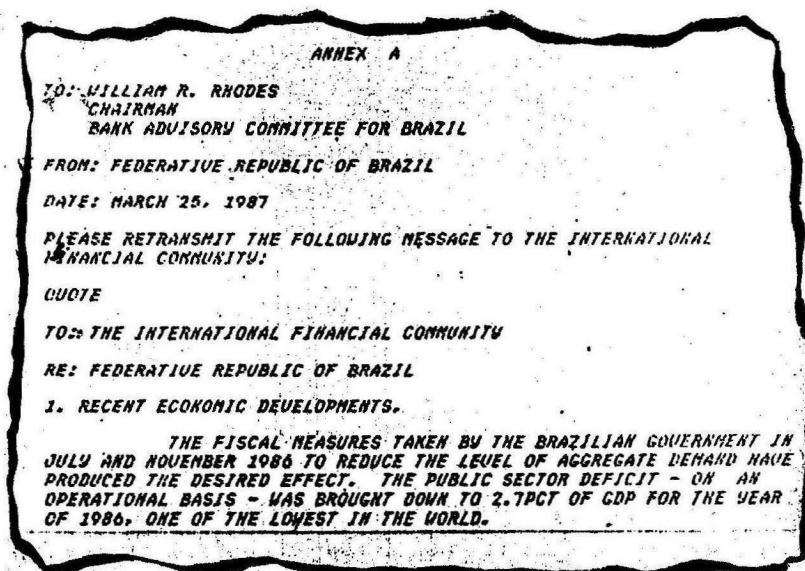 ANNEX A
TO: WILLIAM R. RHODES
CHAIRMAN
BANK ADVISORY COMMITTEE FOR BRAZIL
FROM: FEDERATIVE REPUBLIC OF BRAZIL
DATE: MARCH 25, 1987
PLEASE RETRANSMIT THE FOLLOWING MESSAGE TO THE INTERNATIONAL
FINANCIAL COMMUNITY:
QUOTE
TO: THE INTERNATIONAL FINANCIAL COMMUNITY
RE: FEDERATIVE REPUBLIC OF BRAZIL
1. RECENT ECONOMIC DEVELOPMENTS.
THE FISCAL MEASURES TAKEN BY THE BRAZILIAN GOVERNMENT IN
JULY AND NOVEMBER 1986 TO REDUCE THE LEVEL OF AGGREGATE DEMAND HAVE
PRODUCED THE DESIRED EFFECT. THE PUBLIC SECTOR DEFICIT - ON AN
OPERATIONAL BASIS - WAS BROUGHT DOWN TO 2.7PCT OF GDP FOR THE YEAR
OF 1986, ONE OF THE LOWEST IN THE WORLD.